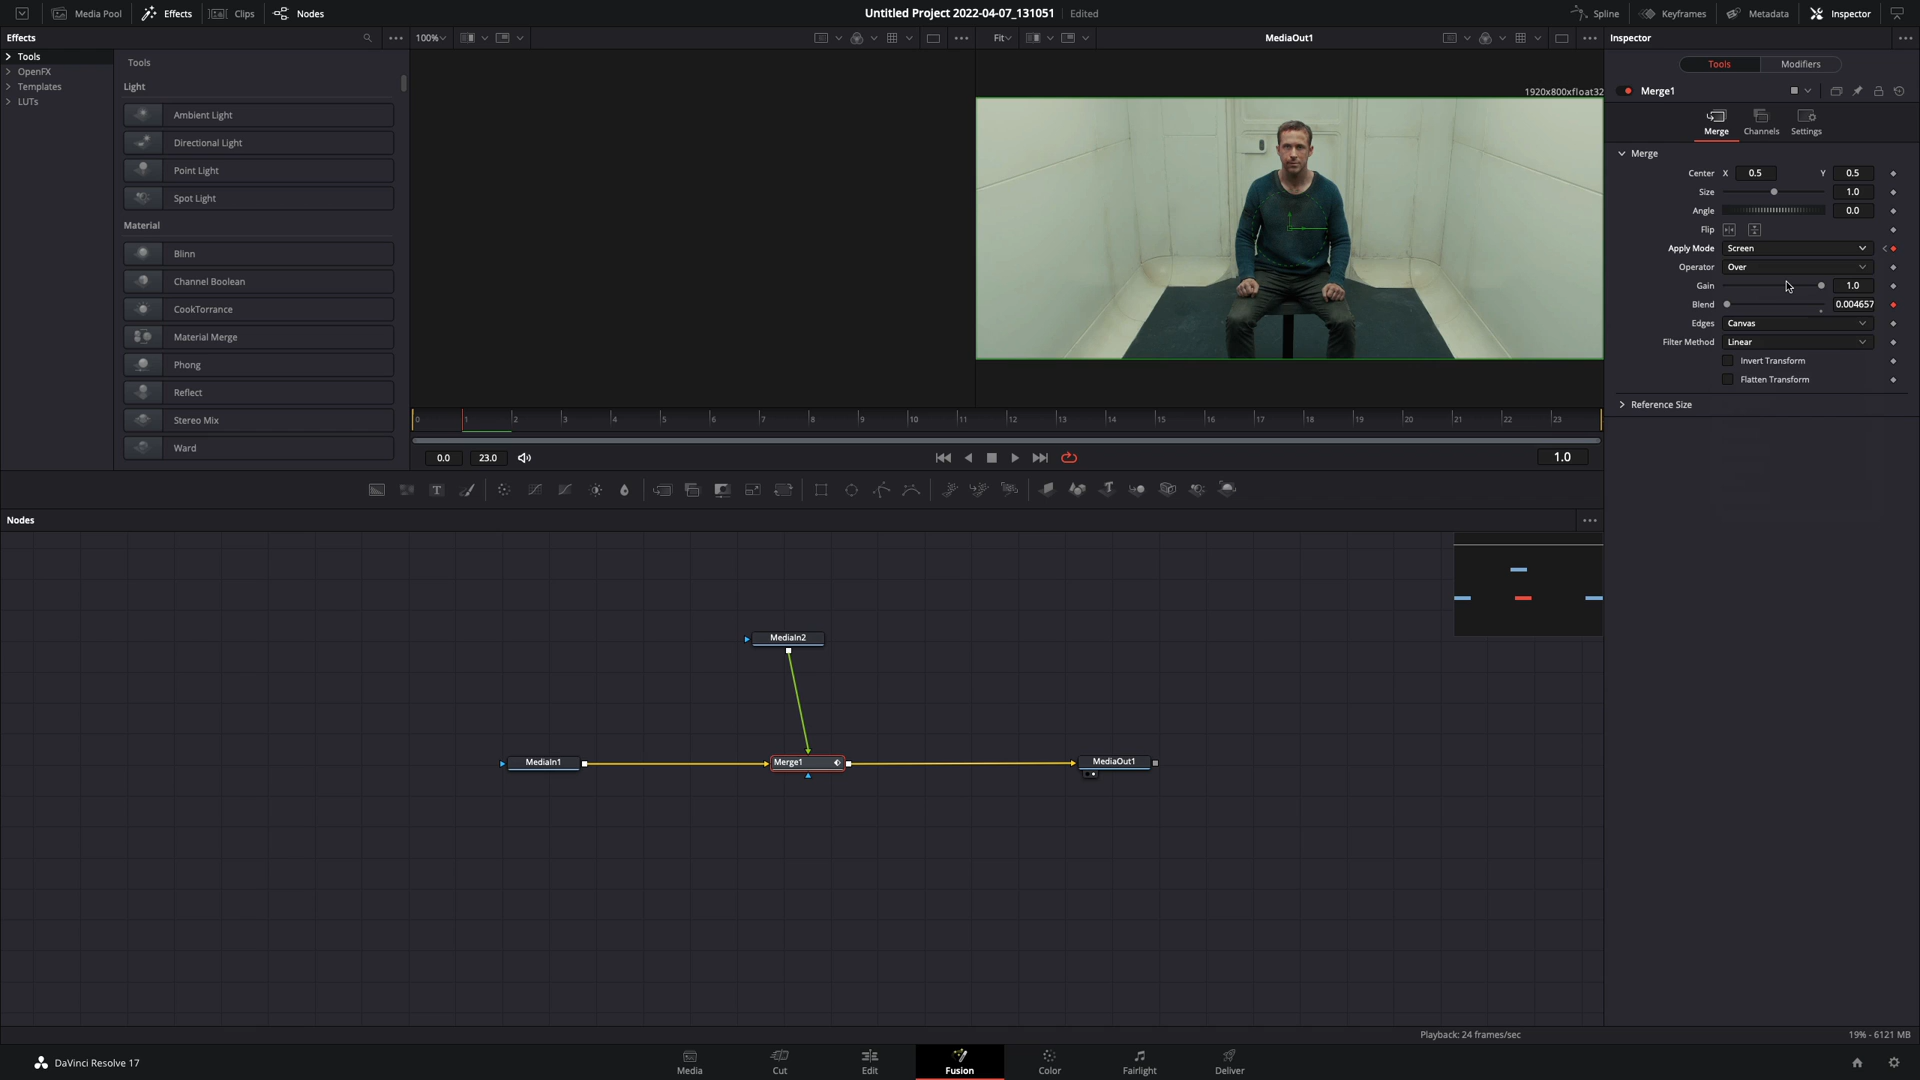 Media Pool
Effects
Clips
Nodes
Untitled Project 2022-04-07_131051
Edited
Spline
Keyframes
Metadata
Inspector
Effects
100%
Fit
MediaOut1
Inspector
Tools
OpenFX
Templates
LUTs
Tools
Light
Ambient Light
Directional Light
Point Light
Spot Light
Material
Blinn
Channel Boolean
CookTorrance
Material Merge
Phong
Reflect
Stereo Mix
Ward
1920x800xfloat32
Tools
Modifiers
Merge1
Merge
Channels
Settings
Merge
Center X 0.5 Y 0.5
Size 1.0
Angle 0.0
Flip
Apply Mode Screen
Operator Over
Gain 1.0
Blend 0.004657
Edges Canvas
Filter Method Linear
Invert Transform
Flatten Transform
Reference Size
0 1 2 3 4 5 6 7 8 9 10 11 12 13 14 15 16 17 18 19 20 21 22 23
0.0 23.0
1.0
Nodes
MediaIn2
MediaIn1
Merge1
MediaOut1
Playback: 24 frames/sec
19% - 6121 MB
DaVinci Resolve 17
Media
Cut
Edit
Fusion
Color
Fairlight
Deliver